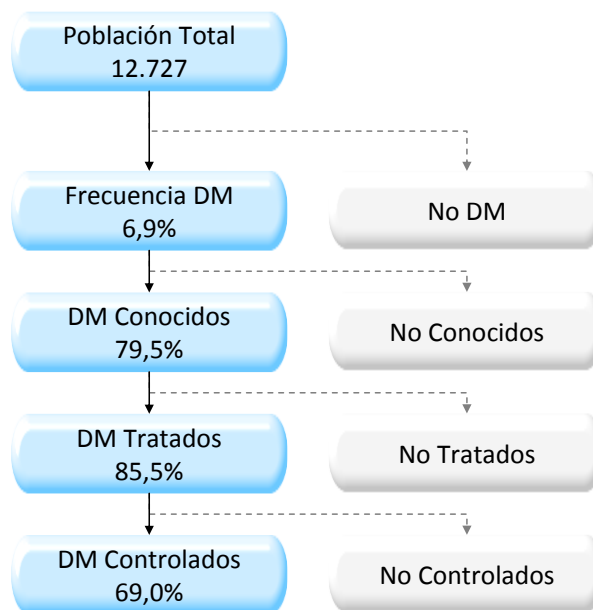 Población Total
12.727
Frecuencia DM
6,9%
No DM
DM Conocidos
79,5%
No Conocidos
DM Tratados
85,5%
No Tratados
DM Controlados
69,0%
No Controlados